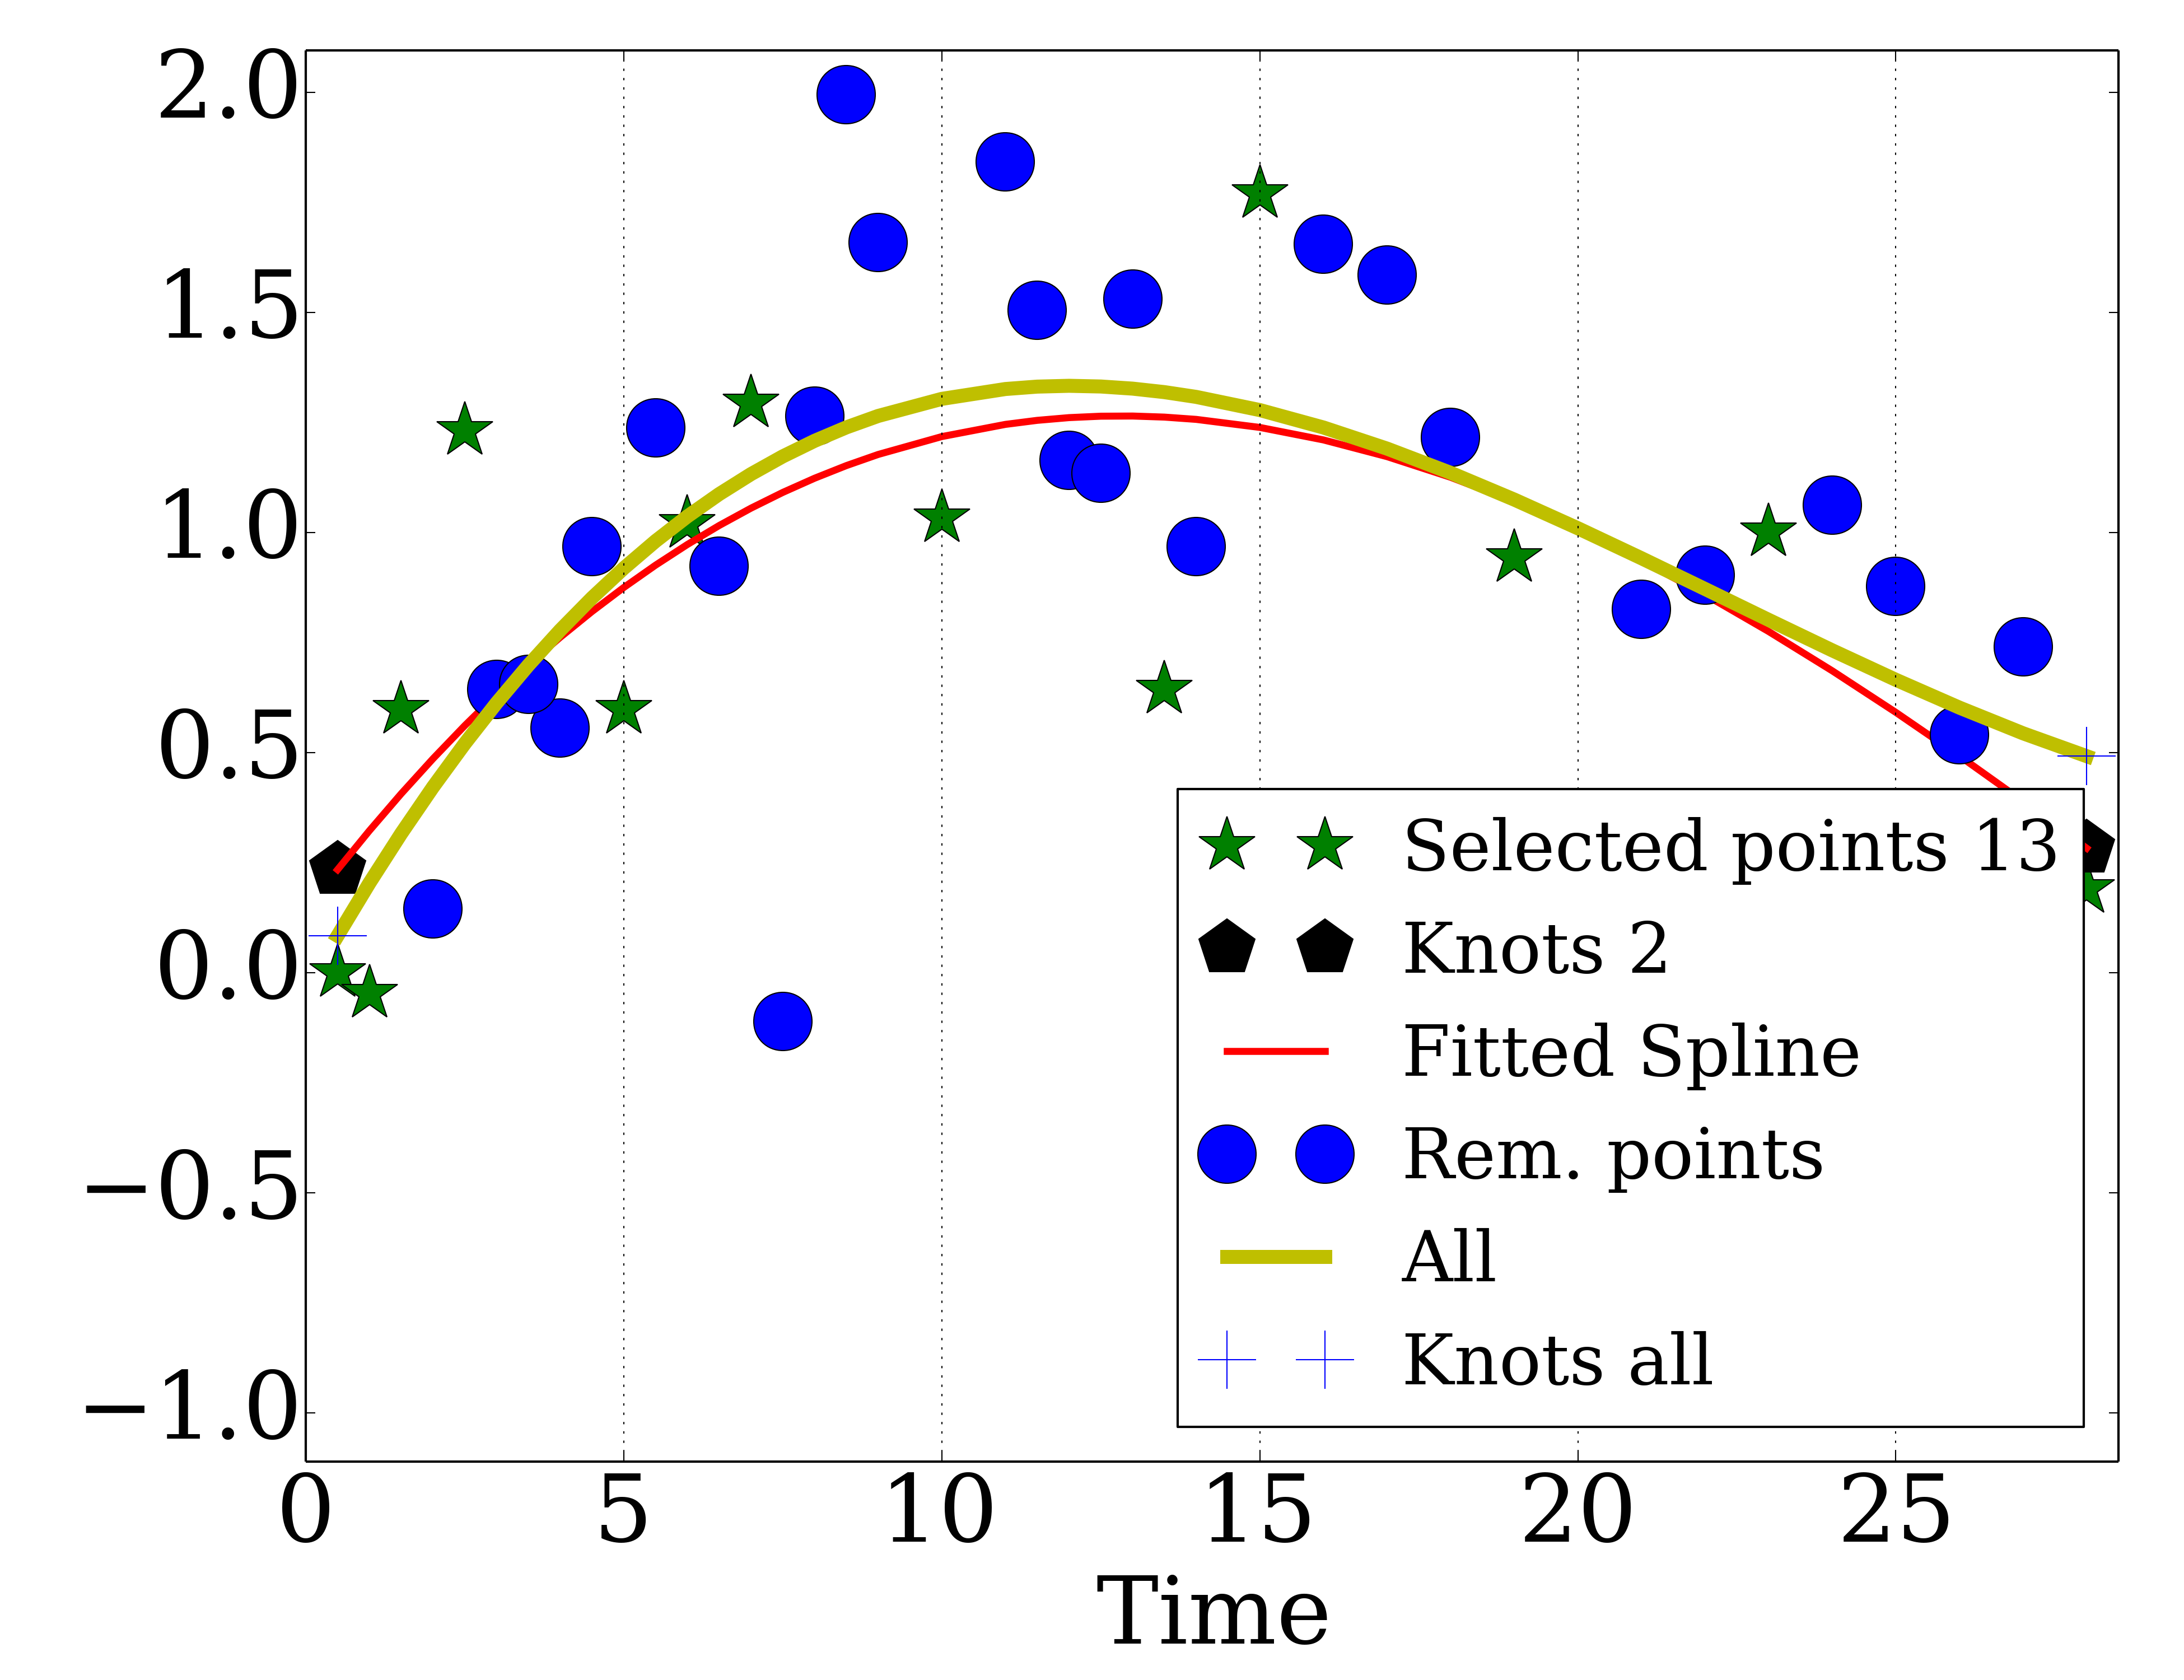 2.0
1.5
1.0
0.5
0.0
−0.5
−1.0
0 5 10 15 20 25
Time
Selected points 13
Knots 2
Fitted Spline
Rem. points
All
Knots all